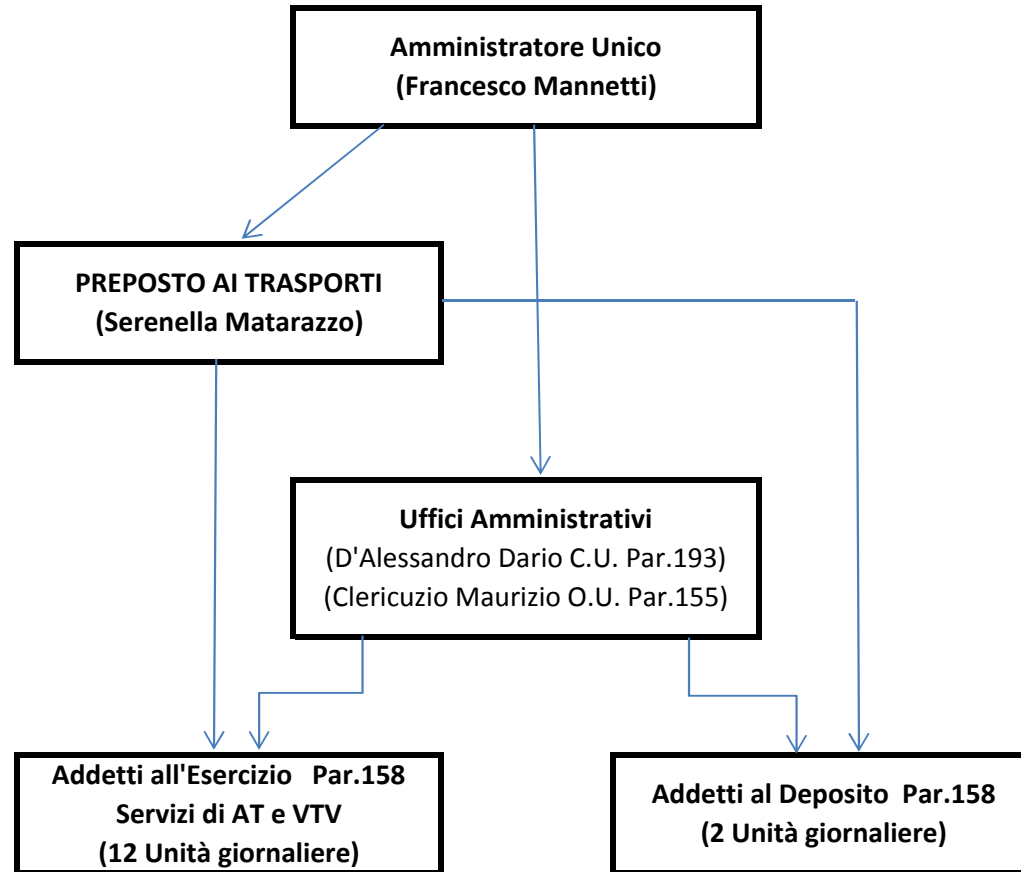 Amministratore Unico
(Francesco Mannetti)
PREPOSTO AI TRASPORTI
(Serenella Matarazzo)
Uffici Amministrativi
(D'Alessandro Dario C.U. Par.193)
(Clericuzio Maurizio O.U. Par.155)
Addetti all'Esercizio Par.158
Servizi di AT e VTV
(12 Unità giornaliere)
Addetti al Deposito Par.158
(2 Unità giornaliere)